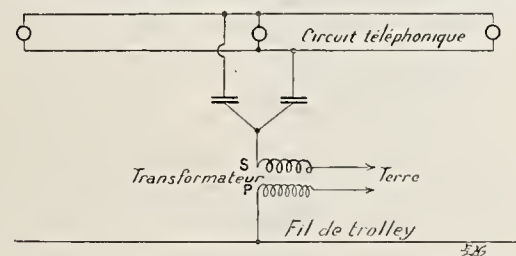 Circuit téléphonique
S
Transformateur
Terre
P
Fil de trolley